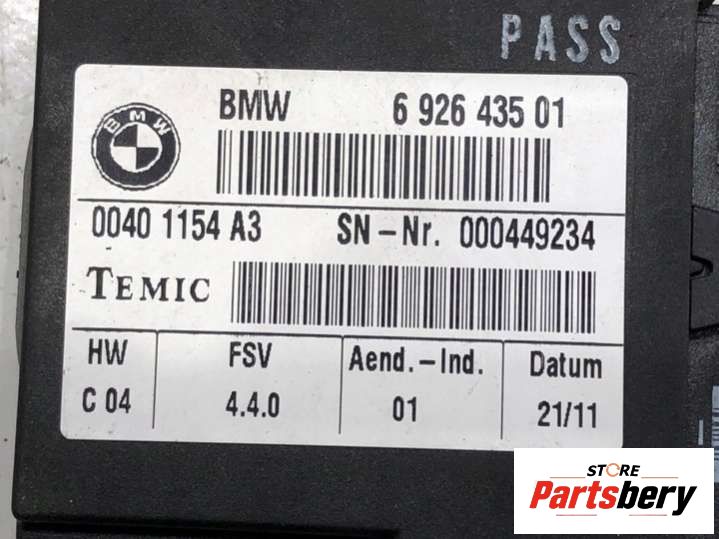 PASS
BMW
BMW 6 926 435 01
0040 1154 A3 SN-Nr. 000449234
TEMIC
HW FSV Aend.-Ind. Datum
C 04 4.4.0 01 21/11
STORE
Partsbery